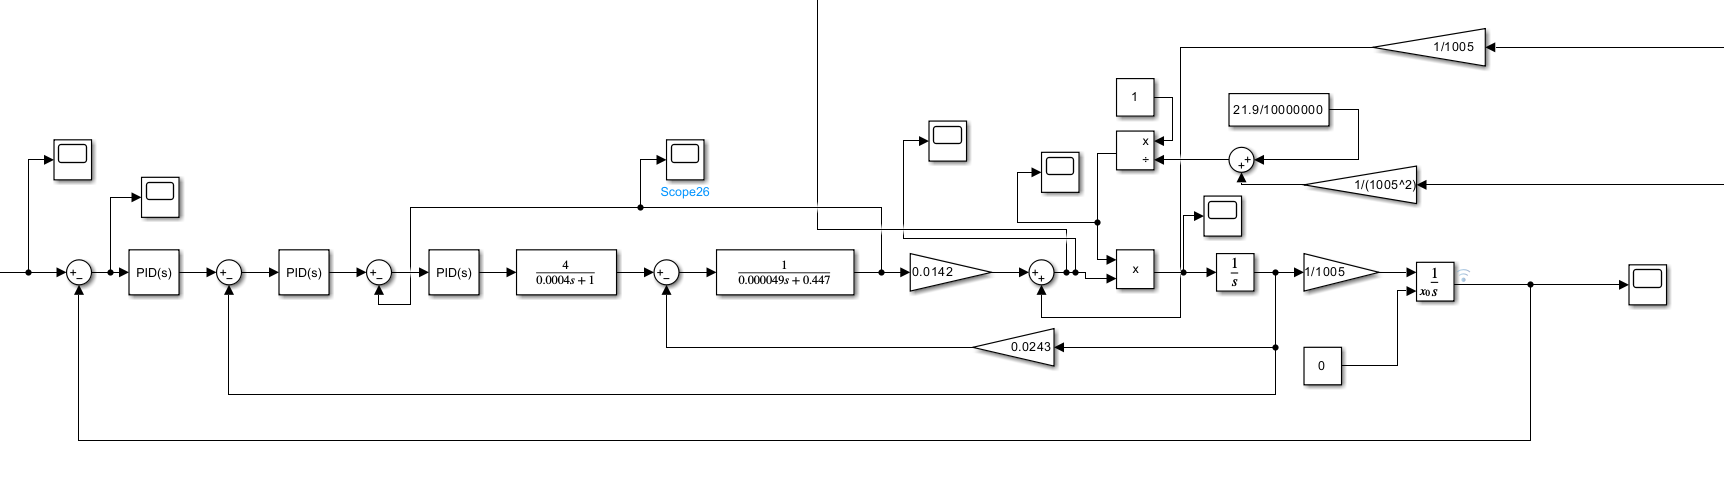 1/1005
1
21.9/10000000
x
÷
+
+
1/(1005^2)
Scope26
+
−
PID(s)
+
−
PID(s)
+
−
PID(s)
4
0.0004s + 1
+
−
1
0.000049s + 0.447
0.0142
+
+
x
1
s
1/1005
1
x₀ s
0.0243
0